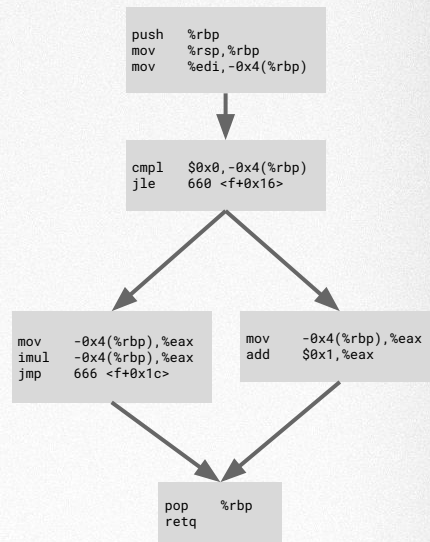 push %rbp
mov %rsp,%rbp
mov %edi,-0x4(%rbp)
cmpl $0x0,-0x4(%rbp)
jle 660 <f+0x16>
mov -0x4(%rbp),%eax
imul -0x4(%rbp),%eax
jmp 666 <f+0x1c>
mov -0x4(%rbp),%eax
add $0x1,%eax
pop %rbp
retq